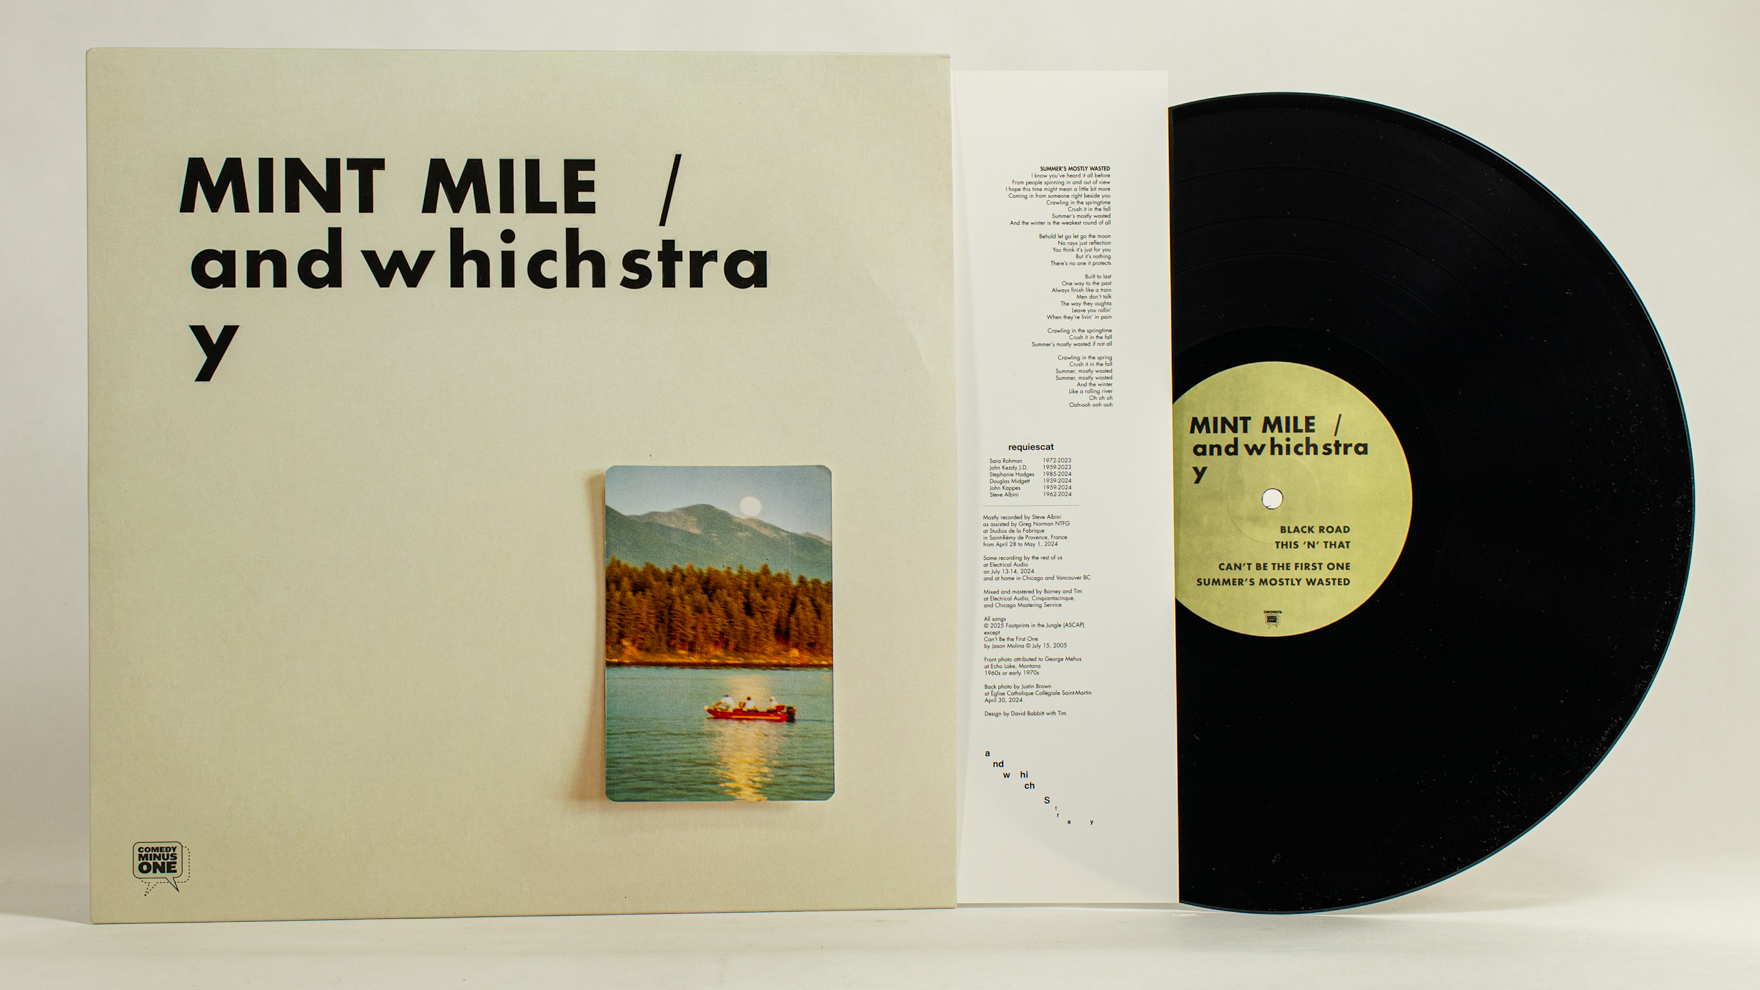 MINT MILE /
andwhichstra
y
COMEDY
MINUS
ONE
SUMMER'S MOSTLY WASTED
I know you've heard it all before
From people spinning in and out of view
I hope this time might mean a little bit more
Coming in from someone right beside you
Crawling in the springtime
Crush it in the fall
Summer's mostly wasted
And the winter is the weakest round of all
Behold let go let go the moon
No rays just reflection
You think it's just for you
But it's nothing
There's no one it protects
Built to last
One way to the past
Always finish like a train
Men don't talk
The way they oughta
Leave you rollin'
When they're livin' in pain
Crawling in the springtime
Crush it in the fall
Summer's mostly wasted if not all
Crawling in the spring
Crush it in the fall
Summer, mostly wasted
Summer, mostly wasted
And the winter
Like a rolling river
Oh oh oh
Ooh-ooh ooh ooh
requiescat
Sara Rohman 1972-2023
John Kezdy J.D. 1959-2023
Stephanie Hodges 1985-2024
Douglas Midgett 1939-2024
John Kappes 1959-2024
Steve Albini 1962-2024
Mostly recorded by Steve Albini
as assisted by Greg Norman NTFG
at Studios de la Fabrique
in Saint-Rémy de Provence, France
from April 28 to May 1, 2024
Some recording by the rest of us
at Electrical Audio
on July 13-14, 2024
and at home in Chicago and Vancouver BC
Mixed and mastered by Barney and Tim
at Electrical Audio, Cinquantacinque,
and Chicago Mastering Service
All songs
© 2025 Footprints in the Jungle (ASCAP)
except
Can't Be the First One
by Jason Molina © July 15, 2005
Front photo attributed to George Mehus
at Echo Lake, Montana
1960s or early 1970s
Back photo by Justin Brown
at Église Catholique Collégiale Saint-Martin
April 30, 2024
Design by David Babbitt with Tim
a
nd
w hi
ch
S
t
r
a y
MINT MILE /
andwhichstra
y
BLACK ROAD
THIS 'N' THAT
CAN'T BE THE FIRST ONE
SUMMER'S MOSTLY WASTED